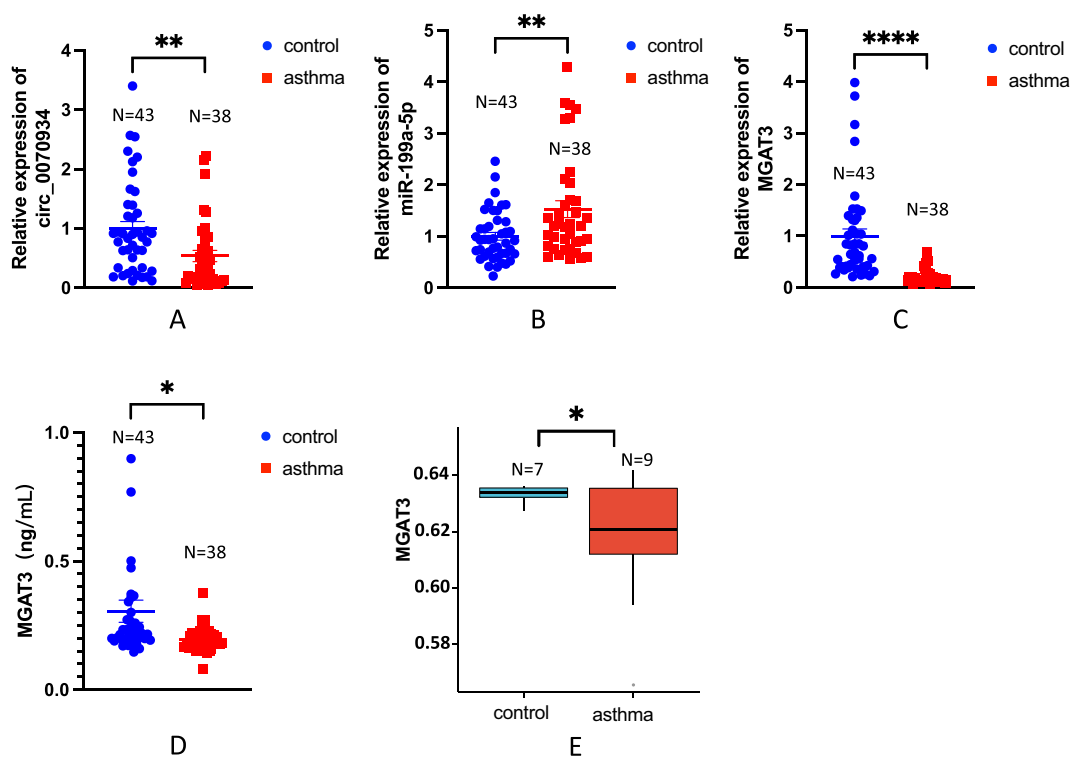 Relative expression of
circ_0070934
4
3
2
1
0
**
N=43
N=38
control
asthma
A
Relative expression of
miR-199a-5p
5
4
3
2
1
0
**
N=43
N=38
control
asthma
B
Relative expression of
MGAT3
5
4
3
2
1
0
****
N=43
N=38
control
asthma
C
MGAT3 (ng/mL)
1.0
0.5
0.0
*
N=43
N=38
control
asthma
D
MGAT3
0.64
0.62
0.60
0.58
*
N=7
N=9
control
asthma
E